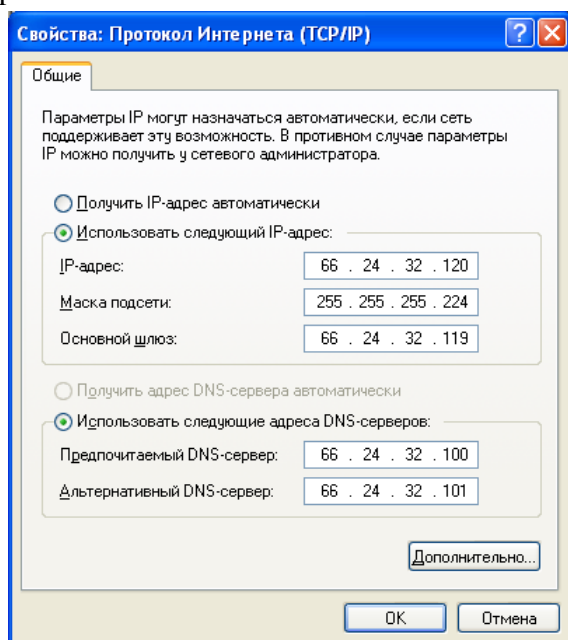 Свойства: Протокол Интернета (TCP/IP)
Общие
Параметры IP могут назначаться автоматически, если сеть
поддерживает эту возможность. В противном случае параметры
IP можно получить у сетевого администратора.
Получить IP-адрес автоматически
Использовать следующий IP-адрес:
IP-адрес: 66 . 24 . 32 . 120
Маска подсети: 255 . 255 . 255 . 224
Основной шлюз: 66 . 24 . 32 . 119
Получить адрес DNS-сервера автоматически
Использовать следующие адреса DNS-серверов:
Предпочитаемый DNS-сервер: 66 . 24 . 32 . 100
Альтернативный DNS-сервер: 66 . 24 . 32 . 101
Дополнительно...
OK Отмена